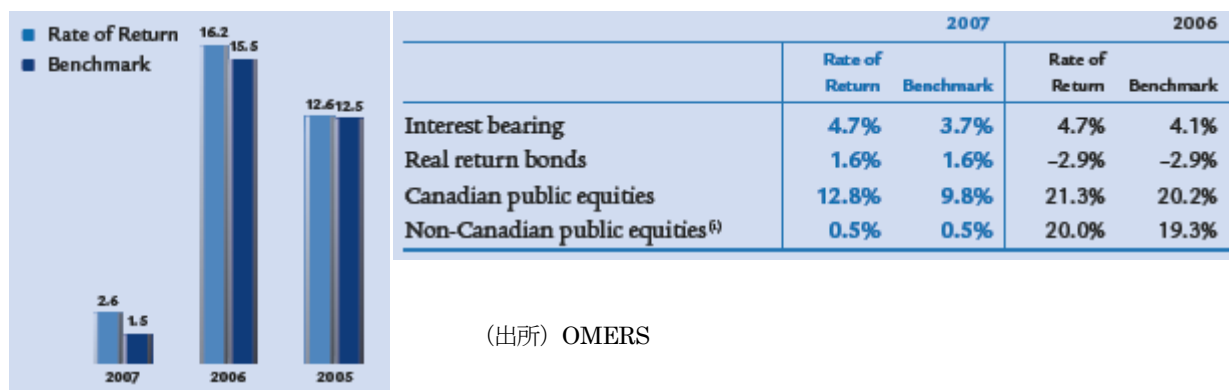 Rate of Return
Benchmark
16.2
15.5
12.6 12.5
2.6
1.5
2007 2006 2005
2007 2006
Rate of Return Benchmark Rate of Return Benchmark
Interest bearing 4.7% 3.7% 4.7% 4.1%
Real return bonds 1.6% 1.6% –2.9% –2.9%
Canadian public equities 12.8% 9.8% 21.3% 20.2%
Non-Canadian public equities(i) 0.5% 0.5% 20.0% 19.3%
（出所）OMERS